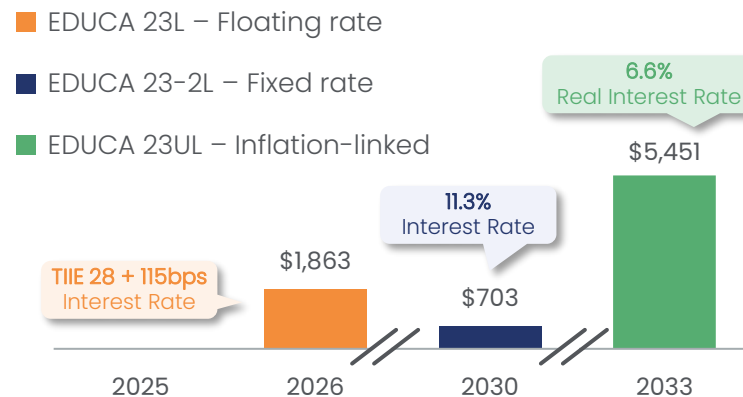 EDUCA 23L – Floating rate
EDUCA 23-2L – Fixed rate
EDUCA 23UL – Inflation-linked
6.6%
Real Interest Rate
$5,451
11.3%
Interest Rate
$703
$1,863
TIIE 28 + 115bps
Interest Rate
2025
2026
2030
2033